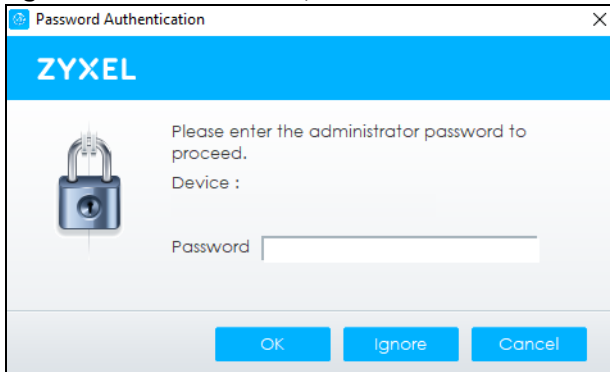 Password Authentication
ZYXEL
Please enter the administrator password to
proceed.
Device :
Password
OK Ignore Cancel